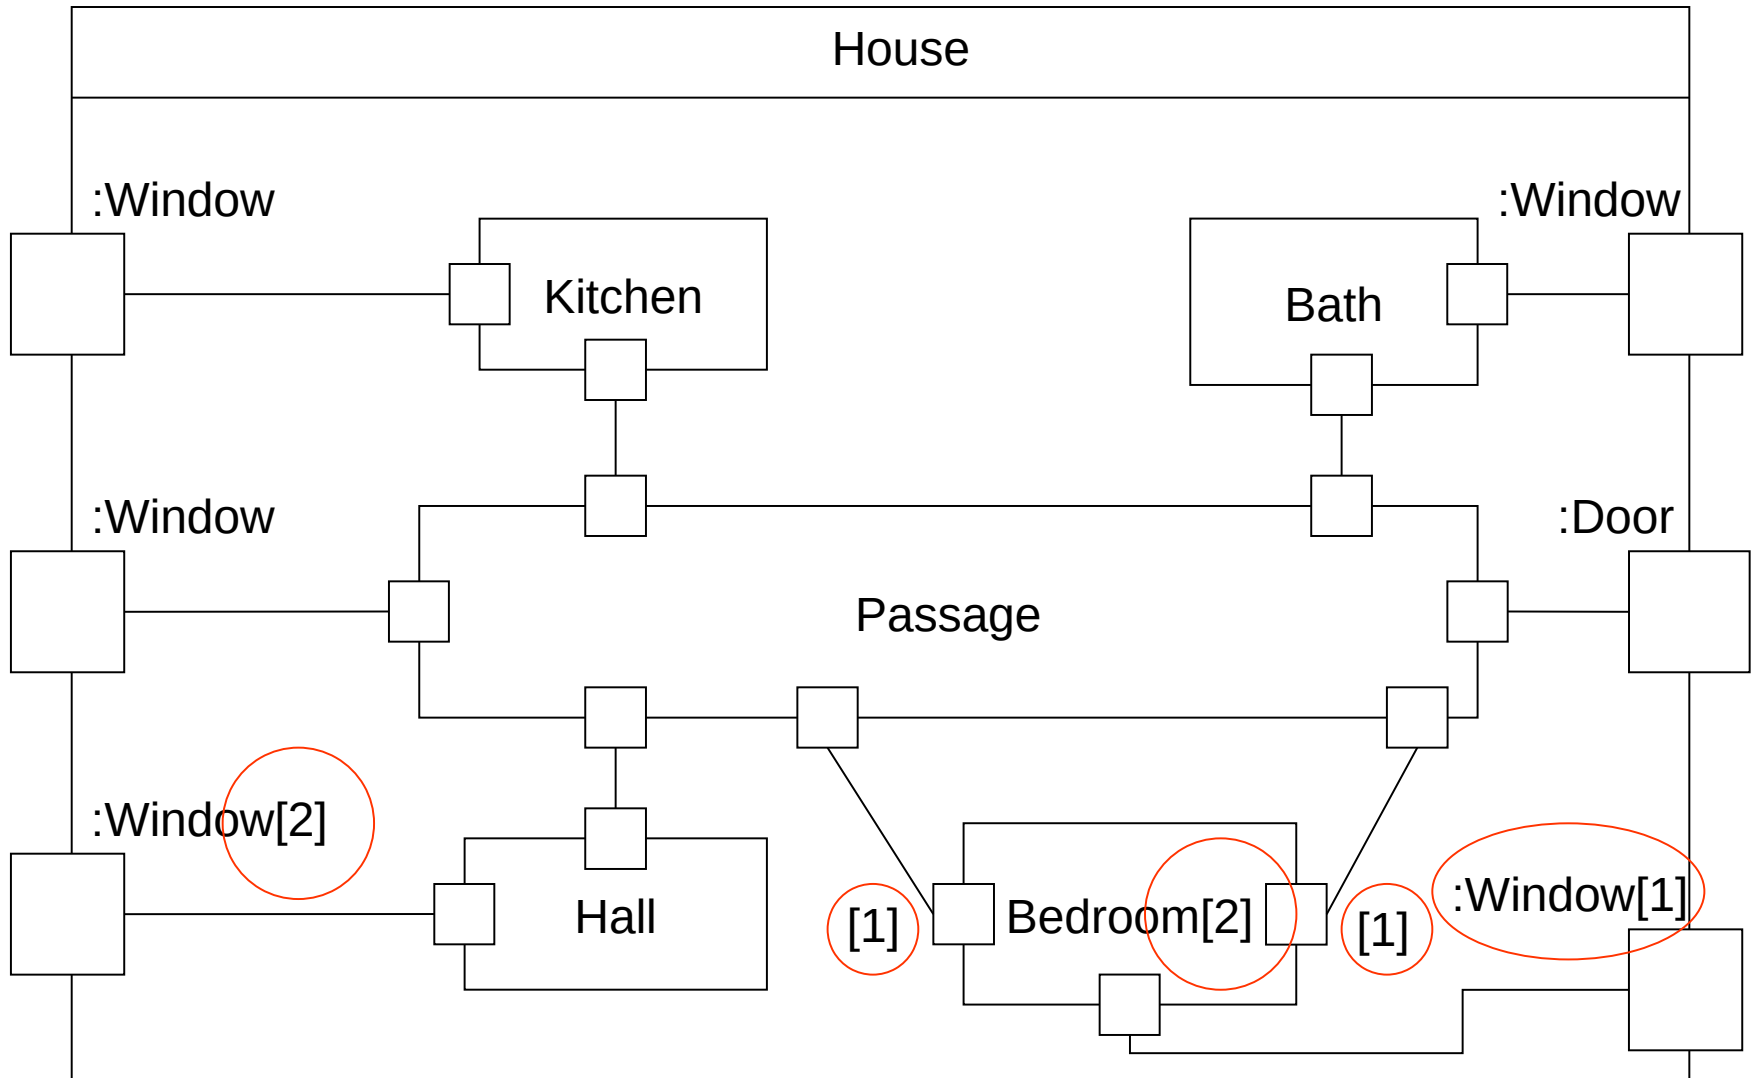 House
:Window
:Window
Kitchen
Bath
:Window
:Door
Passage
:Window[2]
Hall
[1]
Bedroom[2]
[1]
:Window[1]